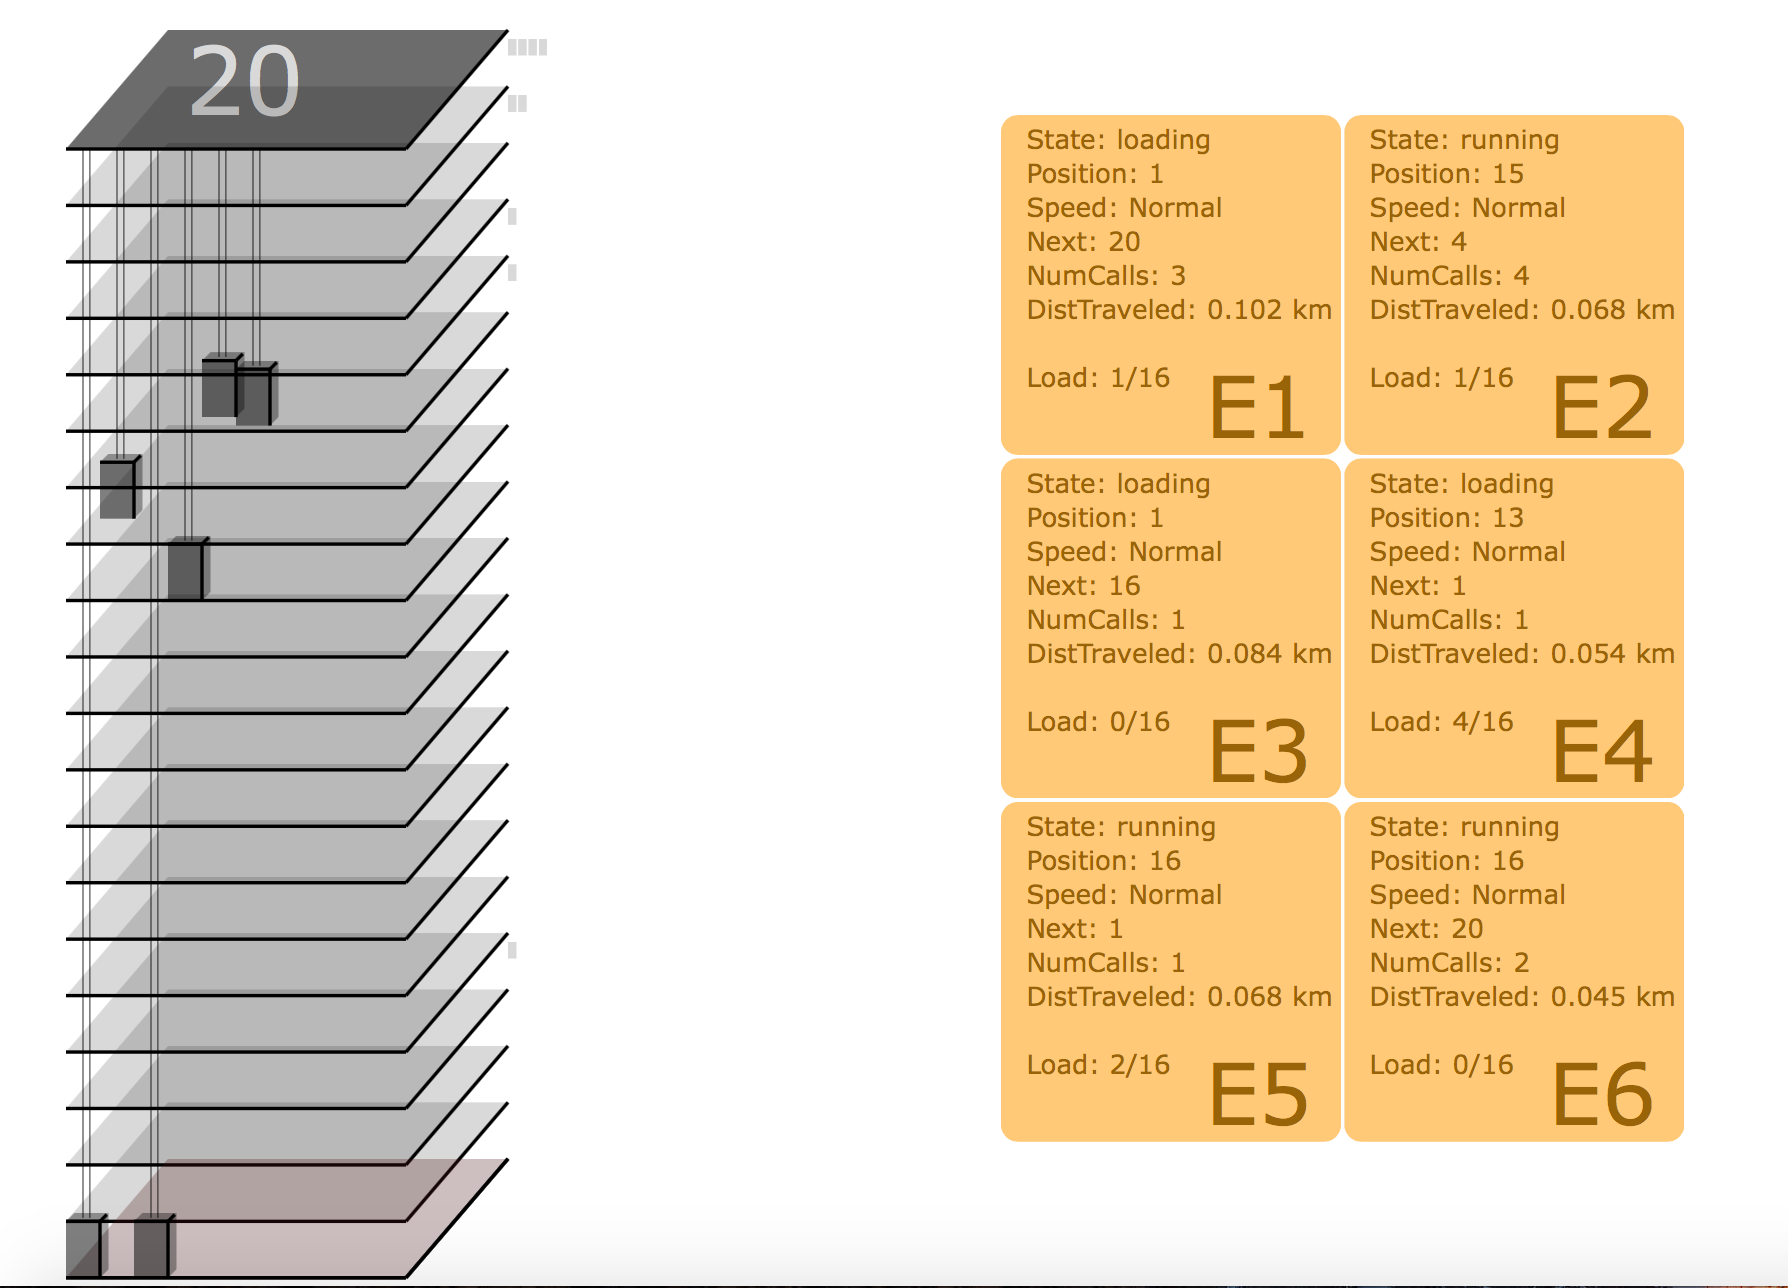 20
State: loading
Position: 1
Speed: Normal
Next: 20
NumCalls: 3
DistTraveled: 0.102 km
Load: 1/16
E1
State: running
Position: 15
Speed: Normal
Next: 4
NumCalls: 4
DistTraveled: 0.068 km
Load: 1/16
E2
State: loading
Position: 1
Speed: Normal
Next: 16
NumCalls: 1
DistTraveled: 0.084 km
Load: 0/16
E3
State: loading
Position: 13
Speed: Normal
Next: 1
NumCalls: 1
DistTraveled: 0.054 km
Load: 4/16
E4
State: running
Position: 16
Speed: Normal
Next: 1
NumCalls: 1
DistTraveled: 0.068 km
Load: 2/16
E5
State: running
Position: 16
Speed: Normal
Next: 20
NumCalls: 2
DistTraveled: 0.045 km
Load: 0/16
E6